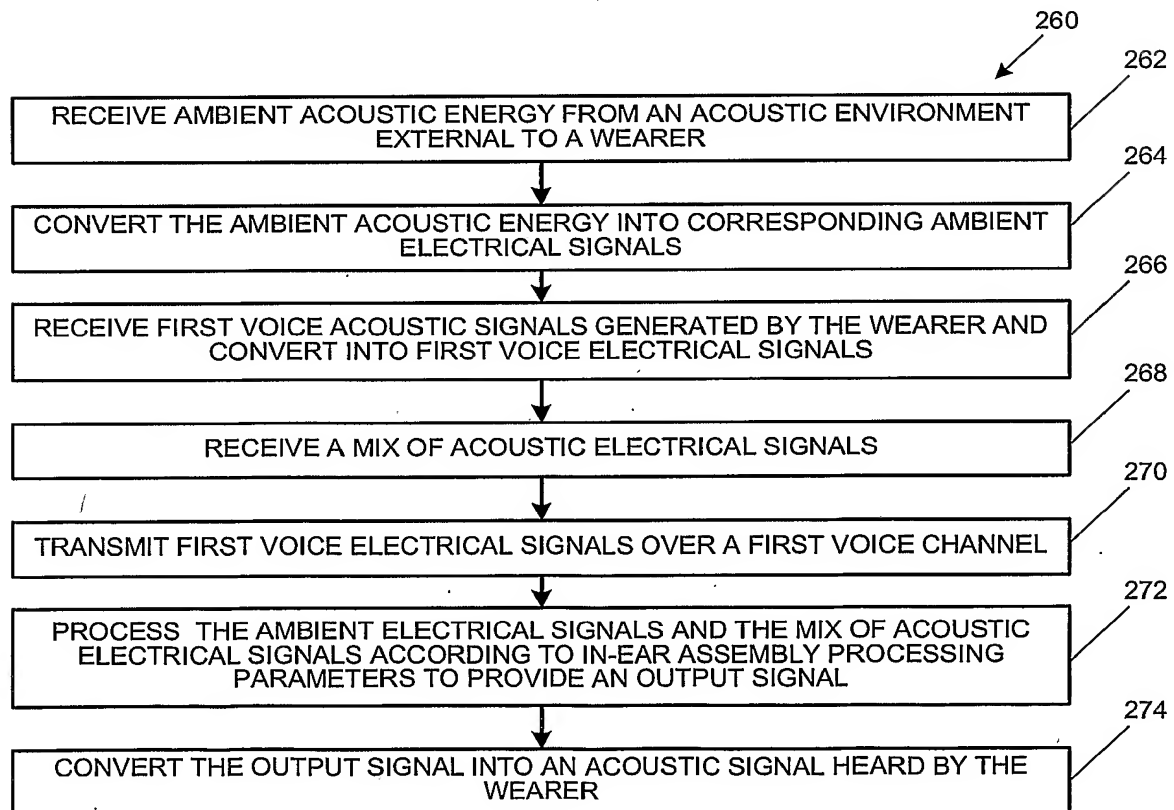 260
262
RECEIVE AMBIENT ACOUSTIC ENERGY FROM AN ACOUSTIC ENVIRONMENT
EXTERNAL TO A WEARER
264
CONVERT THE AMBIENT ACOUSTIC ENERGY INTO CORRESPONDING AMBIENT
ELECTRICAL SIGNALS
266
RECEIVE FIRST VOICE ACOUSTIC SIGNALS GENERATED BY THE WEARER AND
CONVERT INTO FIRST VOICE ELECTRICAL SIGNALS
268
RECEIVE A MIX OF ACOUSTIC ELECTRICAL SIGNALS
270
TRANSMIT FIRST VOICE ELECTRICAL SIGNALS OVER A FIRST VOICE CHANNEL
272
PROCESS THE AMBIENT ELECTRICAL SIGNALS AND THE MIX OF ACOUSTIC
ELECTRICAL SIGNALS ACCORDING TO IN-EAR ASSEMBLY PROCESSING
PARAMETERS TO PROVIDE AN OUTPUT SIGNAL
274
CONVERT THE OUTPUT SIGNAL INTO AN ACOUSTIC SIGNAL HEARD BY THE
WEARER